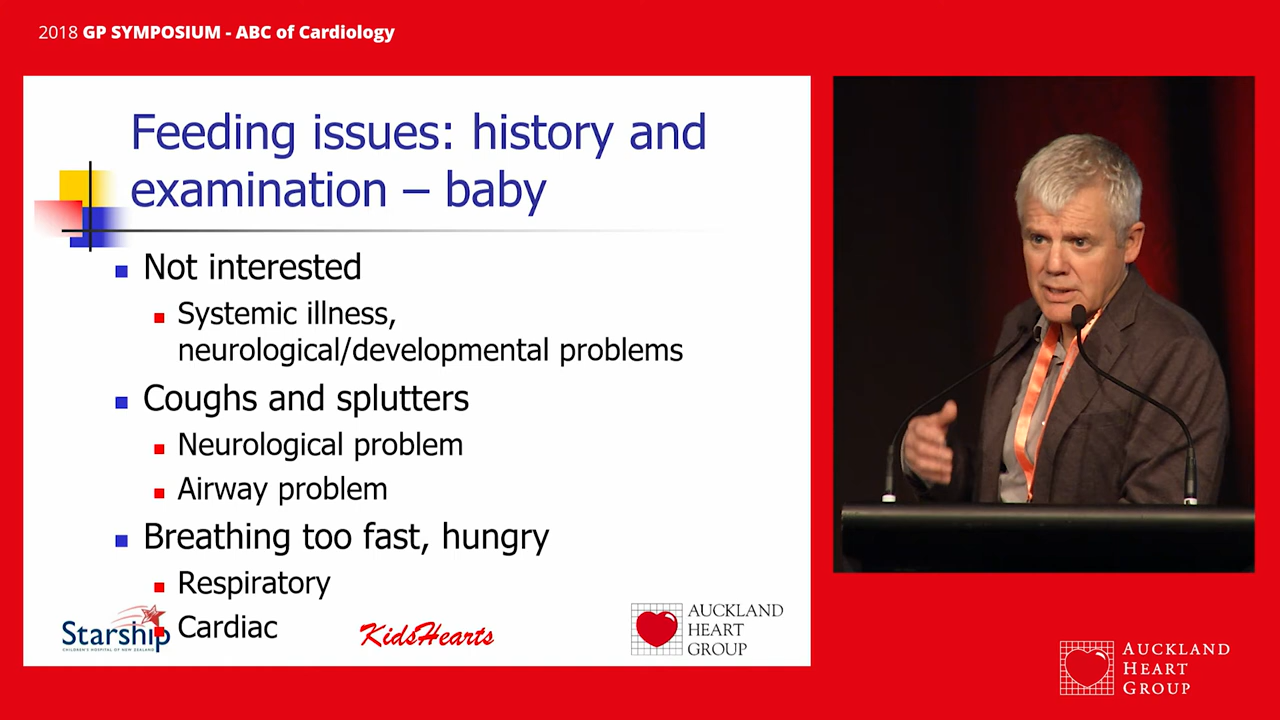 2018 GP SYMPOSIUM - ABC of Cardiology
Feeding issues: history and
examination – baby
Not interested
Systemic illness,
neurological/developmental problems
Coughs and splutters
Neurological problem
Airway problem
Breathing too fast, hungry
Respiratory
Cardiac
Starship
CHILDREN'S HOSPITAL OF NEW ZEALAND
KidsHearts
AUCKLAND
HEART
GROUP
AUCKLAND
HEART
GROUP